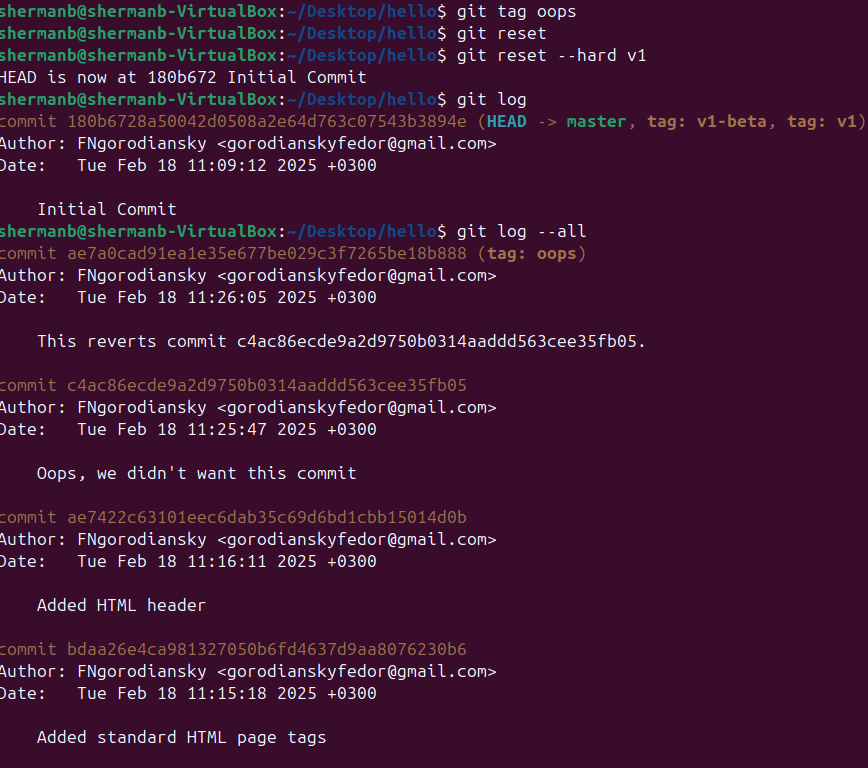 shermanb@shermanb-VirtualBox:~/Desktop/hello$ git tag oops
shermanb@shermanb-VirtualBox:~/Desktop/hello$ git reset
shermanb@shermanb-VirtualBox:~/Desktop/hello$ git reset --hard v1
HEAD is now at 180b672 Initial Commit
shermanb@shermanb-VirtualBox:~/Desktop/hello$ git log
commit 180b6728a50042d0508a2e64d763c07543b3894e (HEAD -> master, tag: v1-beta, tag: v1)
Author: FNgorodiansky <gorodianskyfedor@gmail.com>
Date:   Tue Feb 18 11:09:12 2025 +0300

    Initial Commit
shermanb@shermanb-VirtualBox:~/Desktop/hello$ git log --all
commit ae7a0cad91ea1e35e677be029c3f7265be18b888 (tag: oops)
Author: FNgorodiansky <gorodianskyfedor@gmail.com>
Date:   Tue Feb 18 11:26:05 2025 +0300

    This reverts commit c4ac86ecde9a2d9750b0314aaddd563cee35fb05.

commit c4ac86ecde9a2d9750b0314aaddd563cee35fb05
Author: FNgorodiansky <gorodianskyfedor@gmail.com>
Date:   Tue Feb 18 11:25:47 2025 +0300

    Oops, we didn't want this commit

commit ae7422c63101eec6dab35c69d6bd1cbb15014d0b
Author: FNgorodiansky <gorodianskyfedor@gmail.com>
Date:   Tue Feb 18 11:16:11 2025 +0300

    Added HTML header

commit bdaa26e4ca981327050b6fd4637d9aa8076230b6
Author: FNgorodiansky <gorodianskyfedor@gmail.com>
Date:   Tue Feb 18 11:15:18 2025 +0300

    Added standard HTML page tags